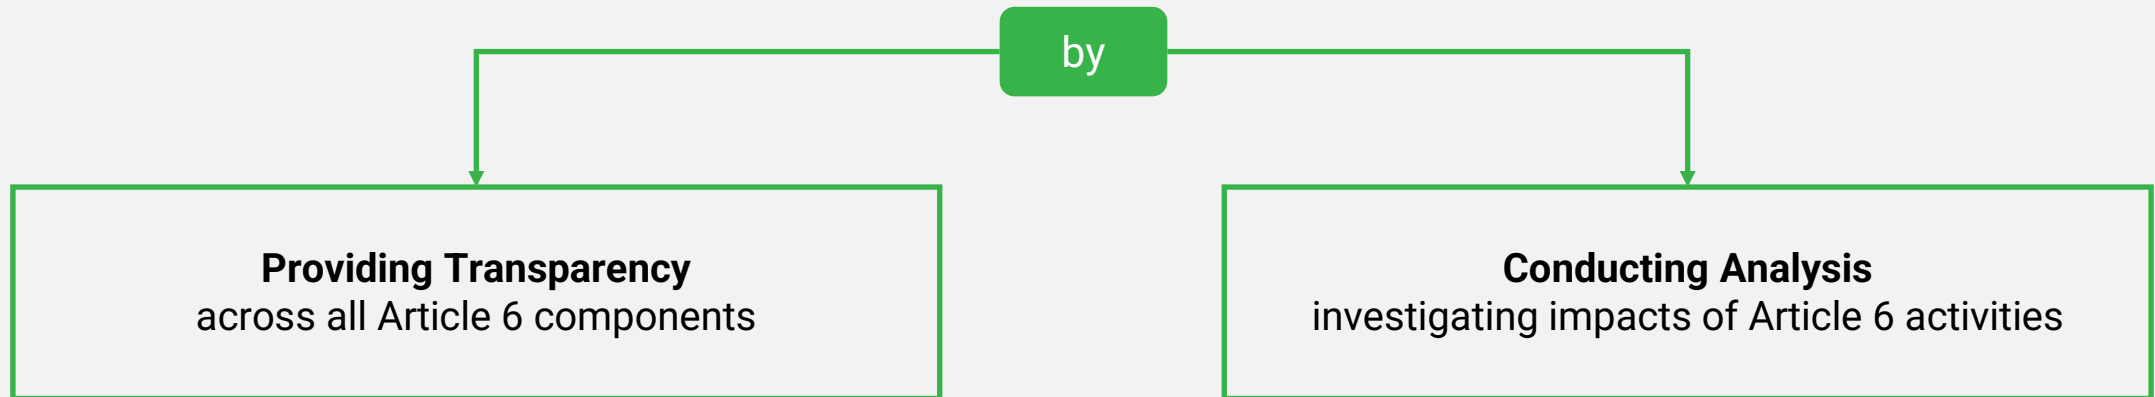 by
Providing Transparency
across all Article 6 components
Conducting Analysis
investigating impacts of Article 6 activities